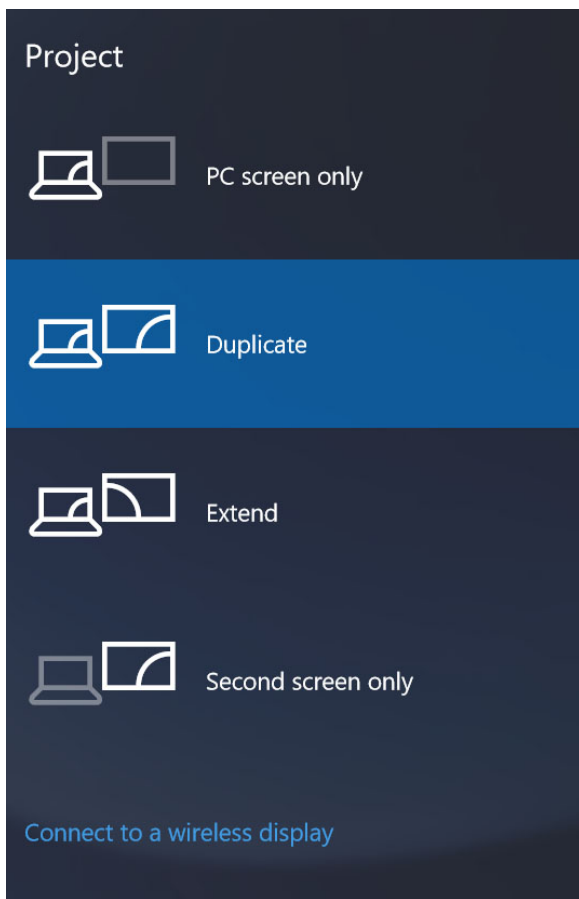 Project
PC screen only
Duplicate
Extend
Second screen only
Connect to a wireless display